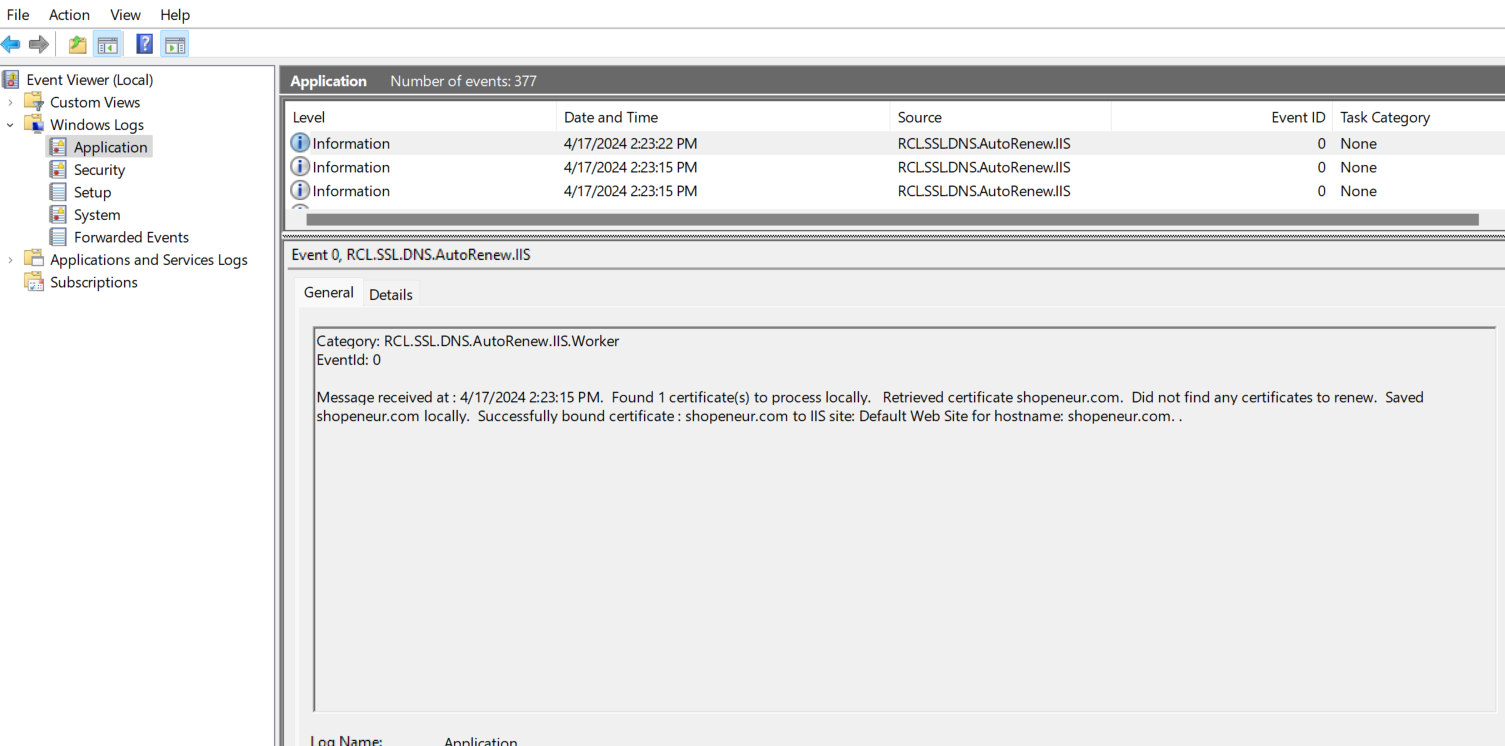 File Action View Help
Event Viewer (Local)
Custom Views
Windows Logs
Application
Security
Setup
System
Forwarded Events
Applications and Services Logs
Subscriptions
Application Number of events: 377
Level Date and Time Source Event ID Task Category
Information 4/17/2024 2:23:22 PM RCL.SSL.DNS.AutoRenew.IIS 0 None
Information 4/17/2024 2:23:15 PM RCL.SSL.DNS.AutoRenew.IIS 0 None
Information 4/17/2024 2:23:15 PM RCL.SSL.DNS.AutoRenew.IIS 0 None
Event 0, RCL.SSL.DNS.AutoRenew.IIS
General Details
Category: RCL.SSL.DNS.AutoRenew.IIS.Worker
EventId: 0
Message received at : 4/17/2024 2:23:15 PM.  Found 1 certificate(s) to process locally.   Retrieved certificate shopeneur.com.  Did not find any certificates to renew.  Saved
shopeneur.com locally.  Successfully bound certificate : shopeneur.com to IIS site: Default Web Site for hostname: shopeneur.com. .
Log Name: Application